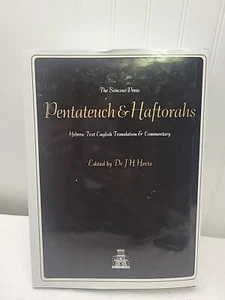 The Soncino Press
Pentateuch & Haftorahs
Hebrew Text English Translation & Commentary
Edited by Dr J H Hertz